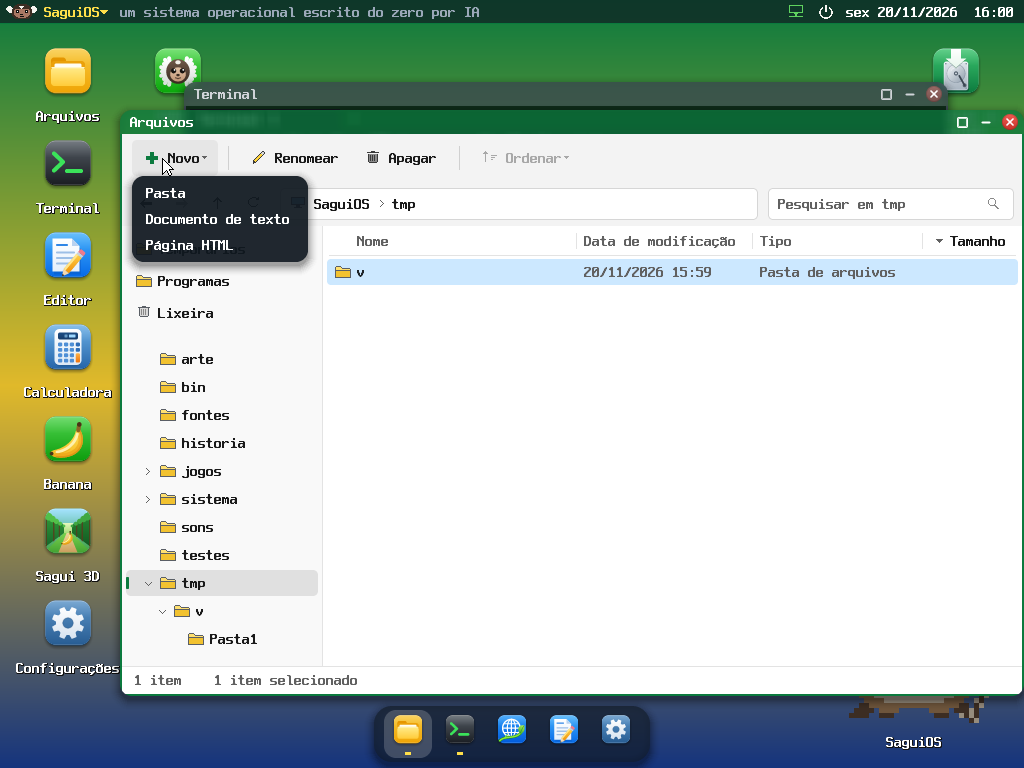 SaguiOS um sistema operacional escrito do zero por IA sex 20/11/2026 16:00
Arquivos
Terminal
Editor
Calculadora
Banana
Sagui 3D
Configurações
Terminal
Arquivos
Novo Renomear Apagar Ordenar
Pasta
Documento de texto
Página HTML
SaguiOS > tmp Pesquisar em tmp
Nome Data de modificação Tipo Tamanho
v 20/11/2026 15:59 Pasta de arquivos
Programas
Lixeira
arte
bin
fontes
historia
jogos
sistema
sons
testes
tmp
v
Pasta1
1 item 1 item selecionado
SaguiOS